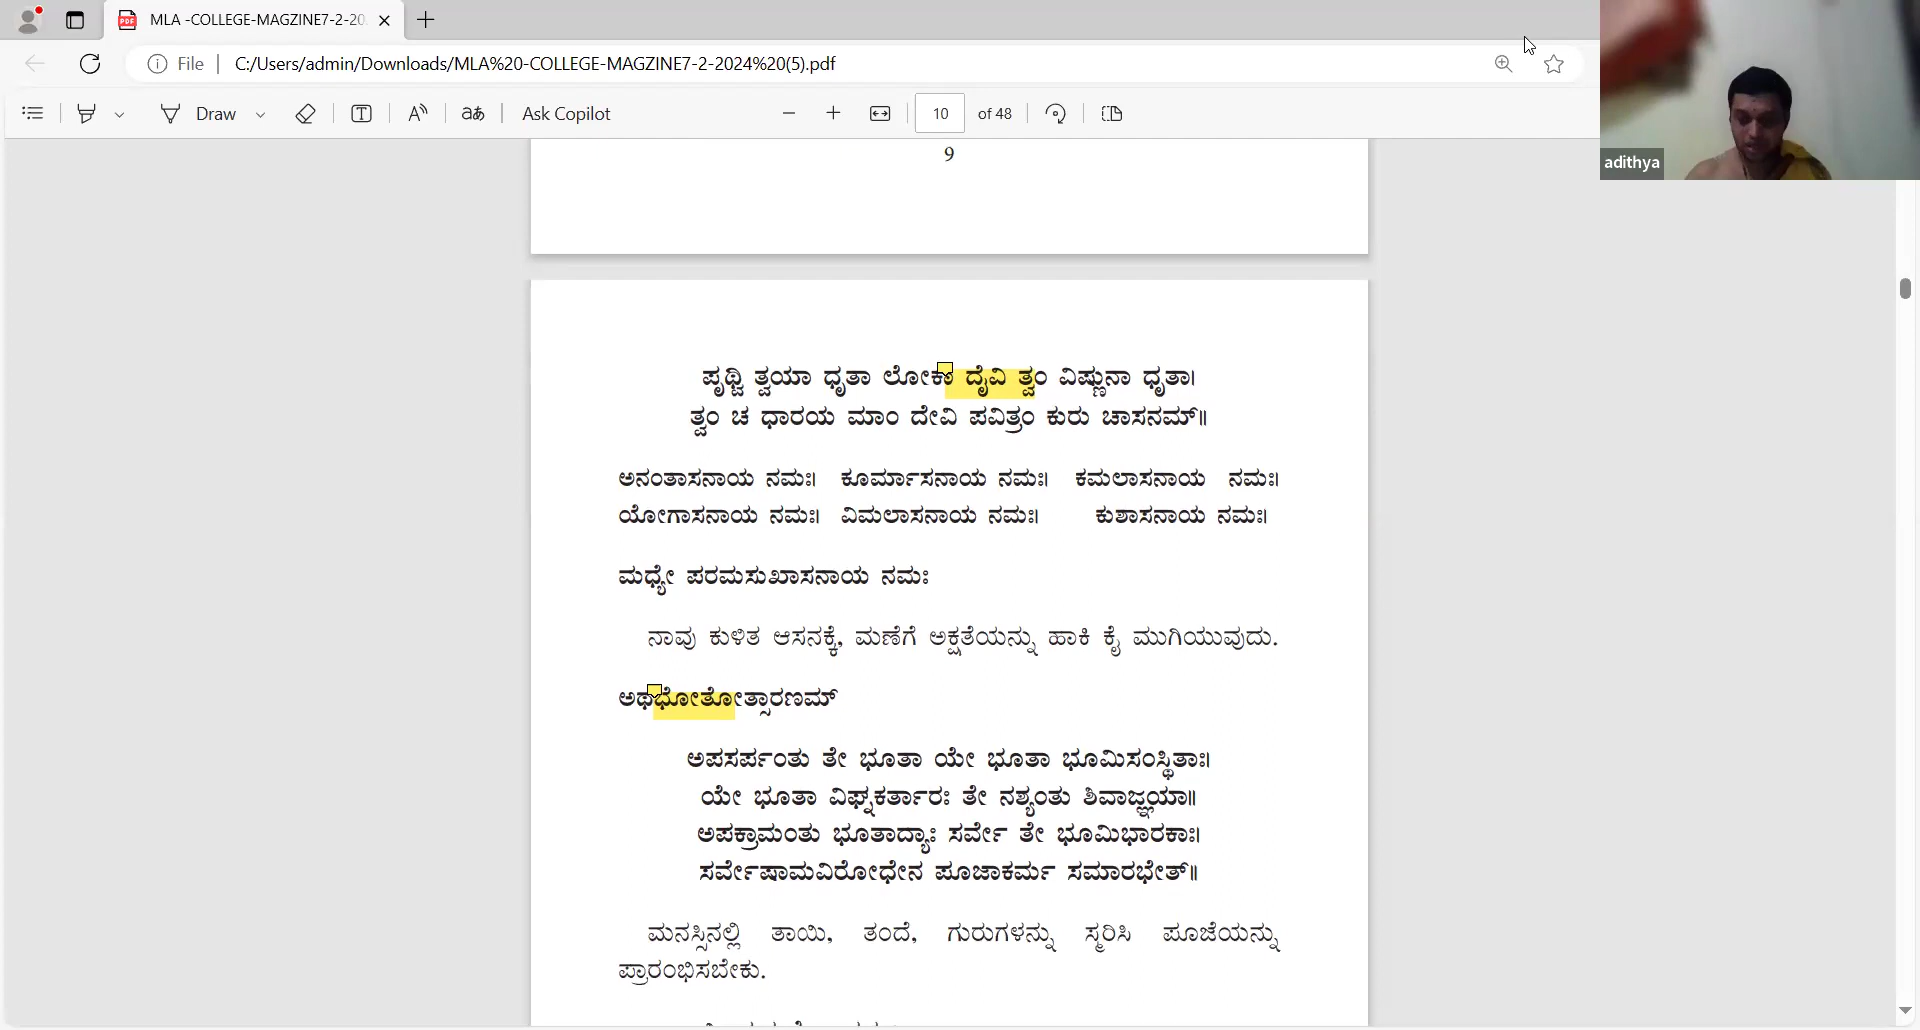 MLA -COLLEGE-MAGZINE7-2-20
File
C:/Users/admin/Downloads/MLA%20-COLLEGE-MAGZINE7-2-2024%20(5).pdf
adithya
Draw
aあ
Ask Copilot
10 of 48
9
ಪೃಥ್ವಿ ತ್ವಯಾ ಧೃತಾ ಲೋಕಾ ದೈವಿ ತ್ವಂ ವಿಷ್ಣುನಾ ಧೃತಾ।
ತ್ವಂ ಚ ಧಾರಯ ಮಾಂ ದೇವಿ ಪವಿತ್ರಂ ಕುರು ಚಾಸನಮ್॥
ಅನಂತಾಸನಾಯ ನಮಃ। ಕೂರ್ಮಾಸನಾಯ ನಮಃ। ಕಮಲಾಸನಾಯ ನಮಃ।
ಯೋಗಾಸನಾಯ ನಮಃ। ವಿಮಲಾಸನಾಯ ನಮಃ। ಕುಶಾಸನಾಯ ನಮಃ।
ಮಧ್ಯೇ ಪರಮಸುಖಾಸನಾಯ ನಮಃ
ನಾವು ಕುಳಿತ ಆಸನಕ್ಕೆ, ಮಣೆಗೆ ಅಕ್ಷತೆಯನ್ನು ಹಾಕಿ ಕೈ ಮುಗಿಯುವುದು.
ಅಥಭೋತೋತ್ಸಾರಣಮ್
ಅಪಸರ್ಪಂತು ತೇ ಭೂತಾ ಯೇ ಭೂತಾ ಭೂಮಿಸಂಸ್ಥಿತಾಃ।
ಯೇ ಭೂತಾ ವಿಘ್ನಕರ್ತಾರಃ ತೇ ನಶ್ಯಂತು ಶಿವಾಜ್ಞಯಾ॥
ಅಪಕ್ರಾಮಂತು ಭೂತಾದ್ಯಾಃ ಸರ್ವೇ ತೇ ಭೂಮಿಭಾರಕಾಃ।
ಸರ್ವೇಷಾಮವಿರೋಧೇನ ಪೂಜಾಕರ್ಮ ಸಮಾರಭೇತ್॥
ಮನಸ್ಸಿನಲ್ಲಿ ತಾಯಿ, ತಂದೆ, ಗುರುಗಳನ್ನು ಸ್ಮರಿಸಿ ಪೂಜೆಯನ್ನು
ಪ್ರಾರಂಭಿಸಬೇಕು.